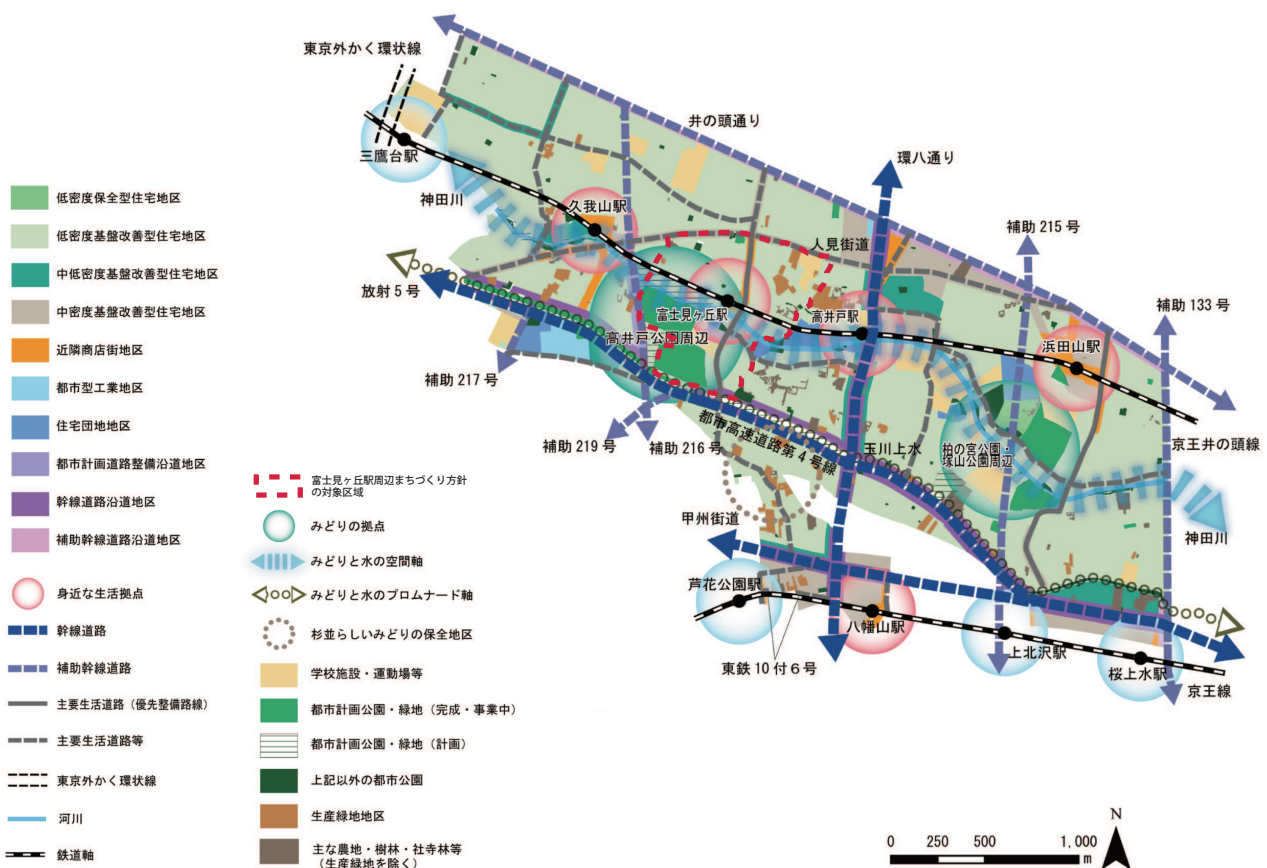 東京外かく環状線
井の頭通り
三鷹台駅
環八通り
神田川
久我山駅
人見街道
補助 215 号
放射 5 号
補助 133 号
富士見ヶ丘駅
高井戸駅
高井戸公園周辺
浜田山駅
補助 217 号
都市高速道路第 4 号線
玉川上水
柏の宮公園・
塚山公園周辺
京王井の頭線
補助 219 号
補助 216 号
甲州街道
神田川
芦花公園駅
八幡山駅
上北沢駅
東鉄 10 付 6 号
桜上水駅
京王線
低密度保全型住宅地区
低密度基盤改善型住宅地区
中低密度基盤改善型住宅地区
中密度基盤改善型住宅地区
近隣商店街地区
都市型工業地区
住宅団地地区
都市計画道路整備沿道地区
幹線道路沿道地区
補助幹線道路沿道地区
身近な生活拠点
幹線道路
補助幹線道路
主要生活道路（優先整備路線）
主要生活道路等
東京外かく環状線
河川
鉄道軸
富士見ヶ丘駅周辺まちづくり方針
の対象区域
みどりの拠点
みどりと水の空間軸
みどりと水のプロムナード軸
杉並らしいみどりの保全地区
学校施設・運動場等
都市計画公園・緑地（完成・事業中）
都市計画公園・緑地（計画）
上記以外の都市公園
生産緑地地区
主な農地・樹林・社寺林等
（生産緑地を除く）
0 250 500 1,000
m
N